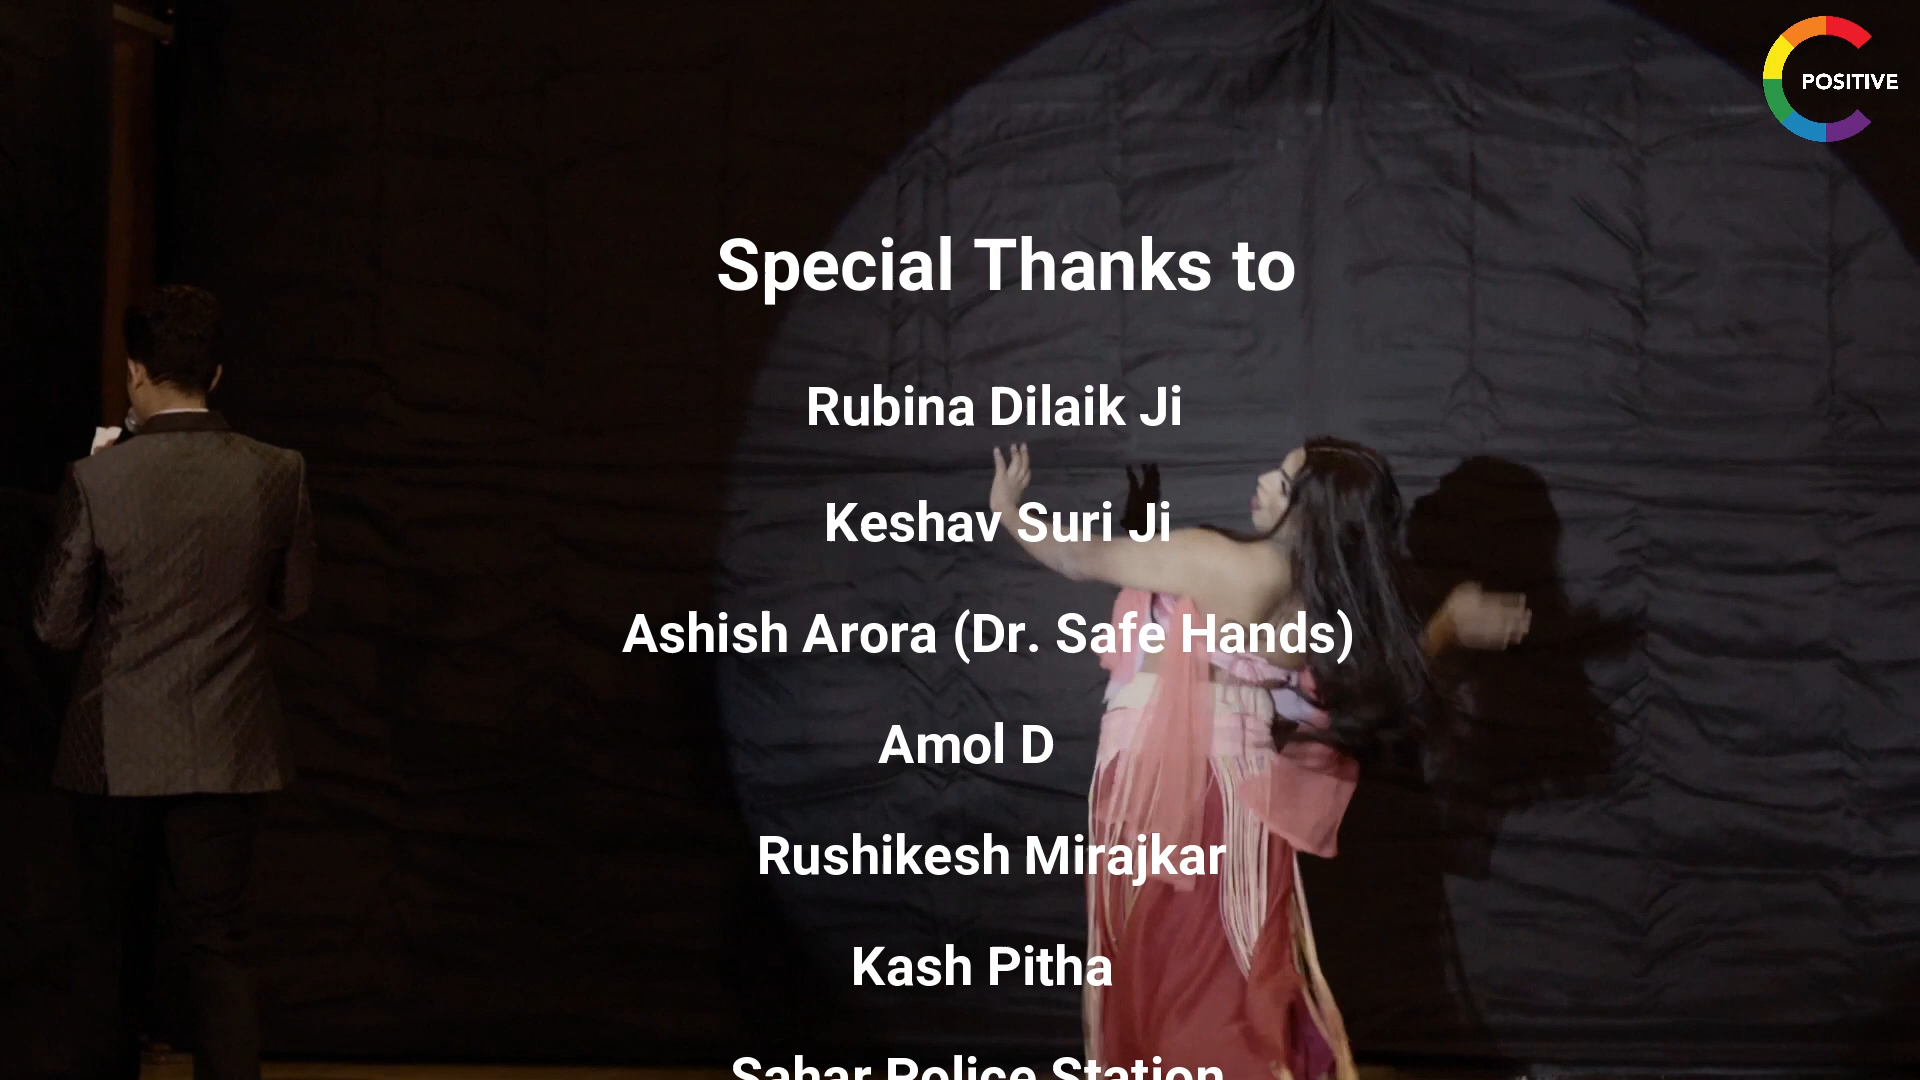 POSITIVE
Special Thanks to
Rubina Dilaik Ji
Keshav Suri Ji
Ashish Arora (Dr. Safe Hands)
Amol D
Rushikesh Mirajkar
Kash Pitha
Sahar Police Station